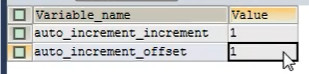 Variable_name Value
auto_increment_increment 1
auto_increment_offset 1